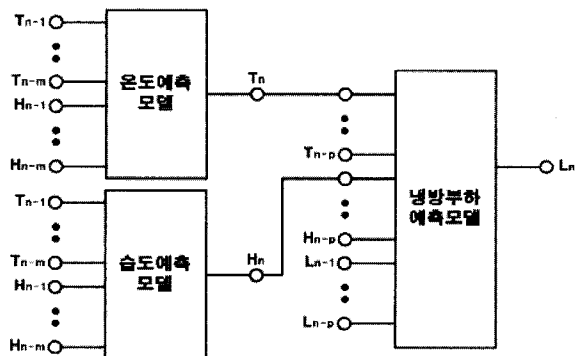 Tn-1
Tn-m
Hn-1
Hn-m
온도예측
모델
Tn
Tn-1
Tn-m
Hn-1
Hn-m
습도예측
모델
Hn
Tn-p
Hn-p
Ln-1
Ln-p
냉방부하
예측모델
Ln